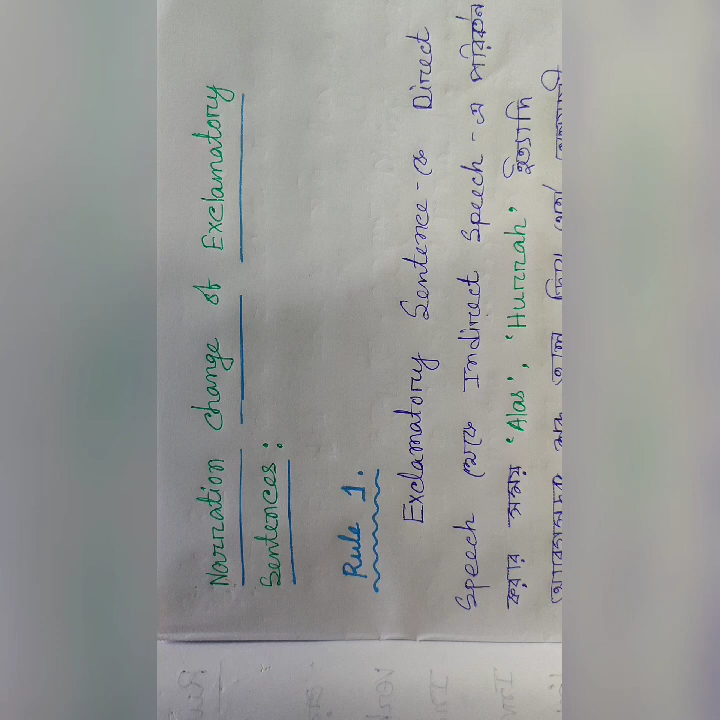 Narration change of Exclamatory
Sentences:
Rule 1.
Exclamatory Sentence-কে Direct
Speech থেকে Indirect Speech-এ পরিবর্তন
করার সময় 'Alas', 'Hurrah' ইত্যাদি